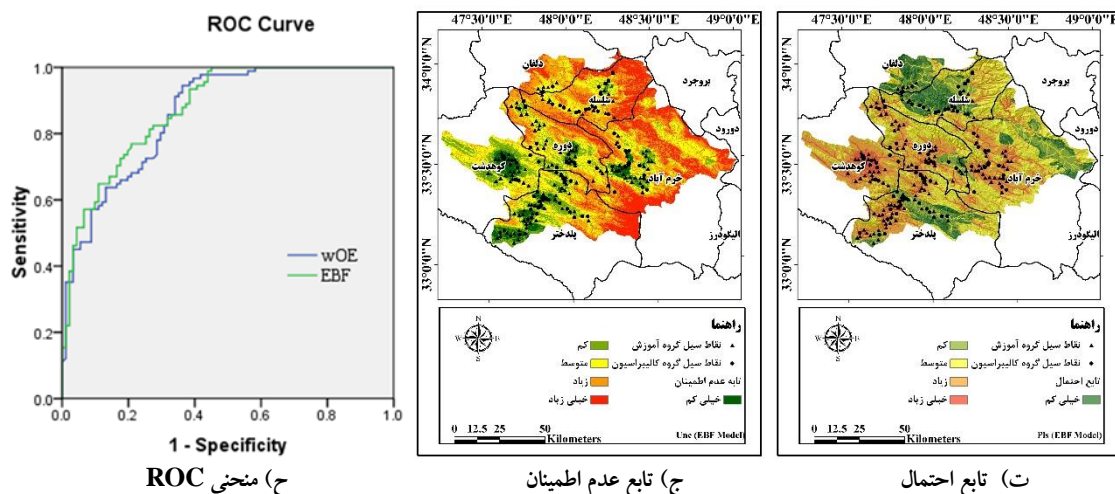 ROC Curve
Sensitivity
1.0
0.8
0.6
0.4
0.2
0.0
wOE
EBF
0.0 0.2 0.4 0.6 0.8 1.0
1 - Specificity
ح) منحنی ROC
47°30'0"E 48°0'0"E 48°30'0"E 49°0'0"E
34°0'0"N
33°30'0"N
33°0'0"N
دلفان
بروجرد
سلسله
دورود
دوره
کوهدشت
خرم آباد
پلدختر
الیگودرز
راهنما
نقاط سیل گروه آموزش
نقاط سیل گروه کالیبراسیون
تابه عدم اطمینان
خیلی کم
کم
متوسط
زیاد
خیلی زیاد
0 12.5 25 50
Kilometers
Unc (EBF Model)
ج) تابع عدم اطمینان
47°30'0"E 48°0'0"E 48°30'0"E 49°0'0"E
34°0'0"N
33°30'0"N
33°0'0"N
دلفان
بروجرد
سلسله
دورود
دوره
کوهدشت
خرم آباد
پلدختر
الیگودرز
راهنما
نقاط سیل گروه آموزش
نقاط سیل گروه کالیبراسیون
تابع احتمال
خیلی کم
کم
متوسط
زیاد
خیلی زیاد
0 12.5 25 50
Kilometers
Pls (EBF Model)
ت) تابع احتمال